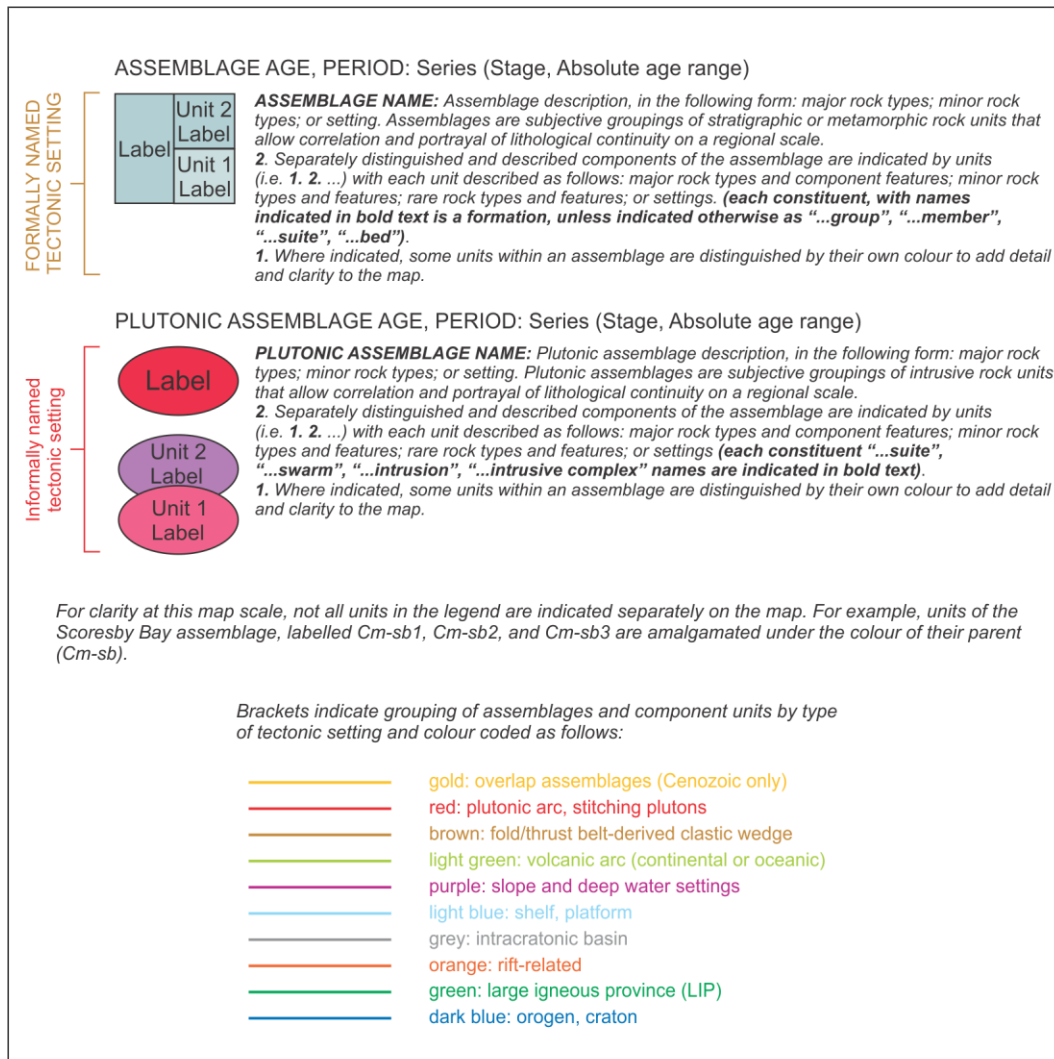 ASSEMBLAGE AGE, PERIOD: Series (Stage, Absolute age range)
FORMALLY NAMED
TECTONIC SETTING
Label
Unit 2
Label
Unit 1
Label
ASSEMBLAGE NAME: Assemblage description, in the following form: major rock types; minor rock
types; or setting. Assemblages are subjective groupings of stratigraphic or metamorphic rock units that
allow correlation and portrayal of lithological continuity on a regional scale.
2. Separately distinguished and described components of the assemblage are indicated by units
(i.e. 1. 2. ...) with each unit described as follows: major rock types and component features; minor rock
types and features; rare rock types and features; or settings. (each constituent, with names
indicated in bold text is a formation, unless indicated otherwise as “...group”, “...member”,
“...suite”, “...bed”).
1. Where indicated, some units within an assemblage are distinguished by their own colour to add detail
and clarity to the map.
PLUTONIC ASSEMBLAGE AGE, PERIOD: Series (Stage, Absolute age range)
Informally named
tectonic setting
Label
Unit 2
Label
Unit 1
Label
PLUTONIC ASSEMBLAGE NAME: Plutonic assemblage description, in the following form: major rock
types; minor rock types; or setting. Plutonic assemblages are subjective groupings of intrusive rock units
that allow correlation and portrayal of lithological continuity on a regional scale.
2. Separately distinguished and described components of the assemblage are indicated by units
(i.e. 1. 2. ...) with each unit described as follows: major rock types and component features; minor rock
types and features; rare rock types and features; or settings (each constituent “...suite”,
“...swarm”, “...intrusion”, “...intrusive complex” names are indicated in bold text).
1. Where indicated, some units within an assemblage are distinguished by their own colour to add detail
and clarity to the map.
For clarity at this map scale, not all units in the legend are indicated separately on the map. For example, units of the
Scoresby Bay assemblage, labelled Cm-sb1, Cm-sb2, and Cm-sb3 are amalgamated under the colour of their parent
(Cm-sb).
Brackets indicate grouping of assemblages and component units by type
of tectonic setting and colour coded as follows:
gold: overlap assemblages (Cenozoic only)
red: plutonic arc, stitching plutons
brown: fold/thrust belt-derived clastic wedge
light green: volcanic arc (continental or oceanic)
purple: slope and deep water settings
light blue: shelf, platform
grey: intracratonic basin
orange: rift-related
green: large igneous province (LIP)
dark blue: orogen, craton